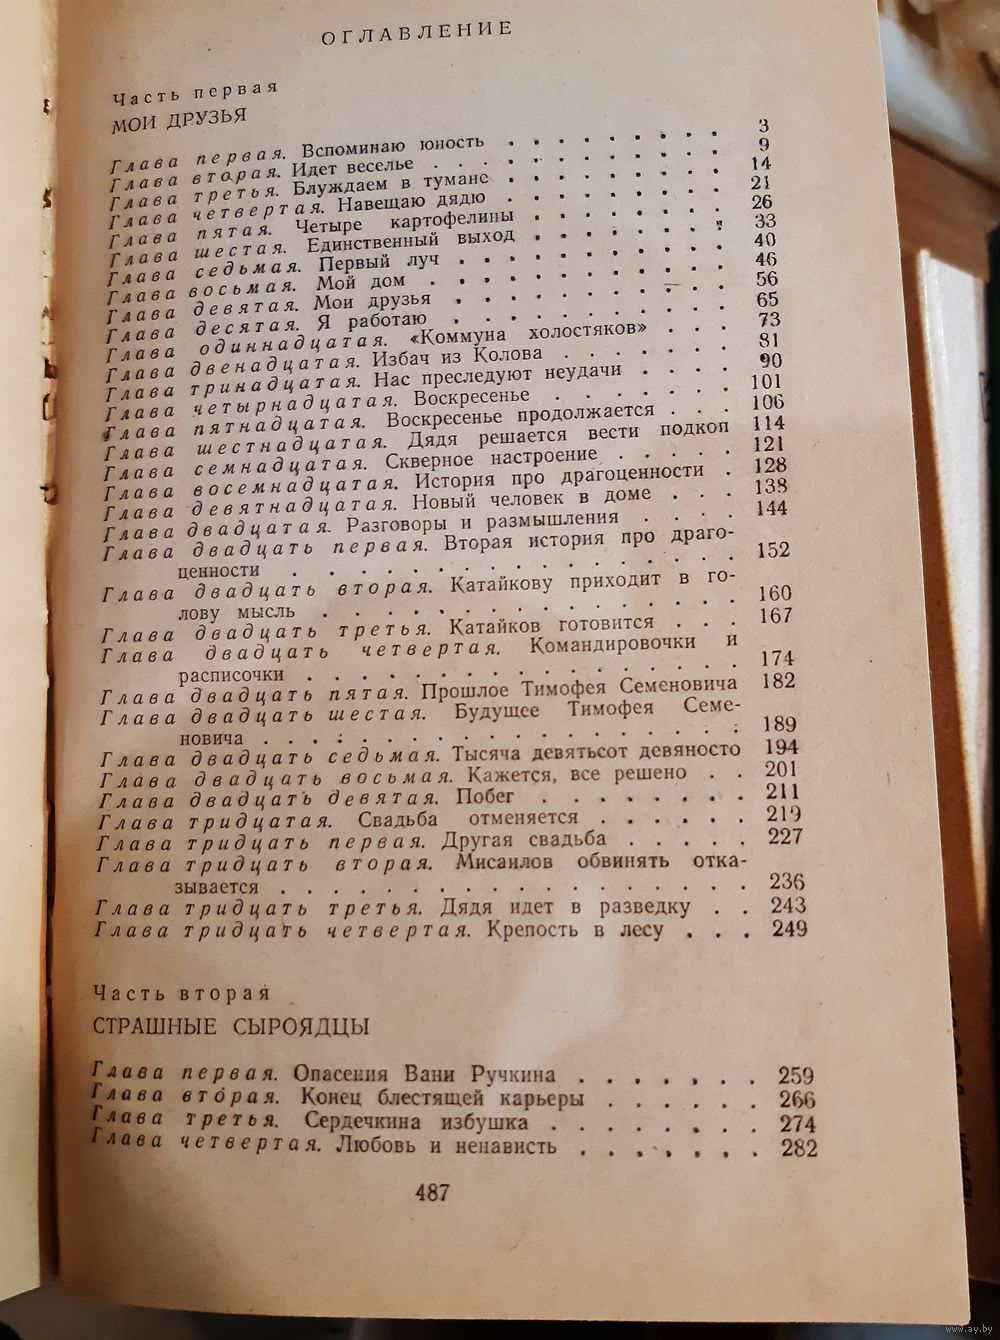 ОГЛАВЛЕНИЕ
Часть первая
МОИ ДРУЗЬЯ
Глава первая. Вспоминаю юность . . . . . . . . . 3
Глава вторая. Идет веселье . . . . . . . . . . 9
Глава третья. Блуждаем в тумане . . . . . . . . 14
Глава четвертая. Навещаю дядю . . . . . . . . 21
Глава пятая. Четыре картофелины . . . . . . . 26
Глава шестая. Единственный выход . . . . . . . 33
Глава седьмая. Первый луч . . . . . . . . . 40
Глава восьмая. Мой дом . . . . . . . . . . 46
Глава девятая. Мои друзья . . . . . . . . . 56
Глава десятая. Я работаю . . . . . . . . . 65
Глава одиннадцатая. «Коммуна холостяков» . . . 73
Глава двенадцатая. Избач из Колова . . . . . . 81
Глава тринадцатая. Нас преследуют неудачи . . . . 90
Глава четырнадцатая. Воскресенье . . . . . . 101
Глава пятнадцатая. Воскресенье продолжается . . . 106
Глава шестнадцатая. Дядя решается вести подкоп 114
Глава семнадцатая. Скверное настроение . . . . . 121
Глава восемнадцатая. История про драгоценности . 128
Глава девятнадцатая. Новый человек в доме . . . 138
Глава двадцатая. Разговоры и размышления . . . . 144
Глава двадцать первая. Вторая история про драго-
ценности . . . . . . . . . . . . . . . 152
Глава двадцать вторая. Катайкову приходит в го-
лову мысль . . . . . . . . . . . . . . 160
Глава двадцать третья. Катайков готовится . . . 167
Глава двадцать четвертая. Командировочки и
расписочки . . . . . . . . . . . . . . . 174
Глава двадцать пятая. Прошлое Тимофея Семеновича 182
Глава двадцать шестая. Будущее Тимофея Семе-
новича . . . . . . . . . . . . . . . . 189
Глава двадцать седьмая. Тысяча девятьсот девяносто 194
Глава двадцать восьмая. Кажется, все решено . . 201
Глава двадцать девятая. Побег . . . . . . . 211
Глава тридцатая. Свадьба отменяется . . . . . . 219
Глава тридцать первая. Другая свадьба . . . . . 227
Глава тридцать вторая. Мисаилов обвинять отка-
зывается . . . . . . . . . . . . . . . . 236
Глава тридцать третья. Дядя идет в разведку . . 243
Глава тридцать четвертая. Крепость в лесу . . . 249
Часть вторая
СТРАШНЫЕ СЫРОЯДЦЫ
Глава первая. Опасения Вани Ручкина . . . . . . . 259
Глава вторая. Конец блестящей карьеры . . . . . . 266
Глава третья. Сердечкина избушка . . . . . . . . 274
Глава четвертая. Любовь и ненависть . . . . . . . 282
487
www.ay.by